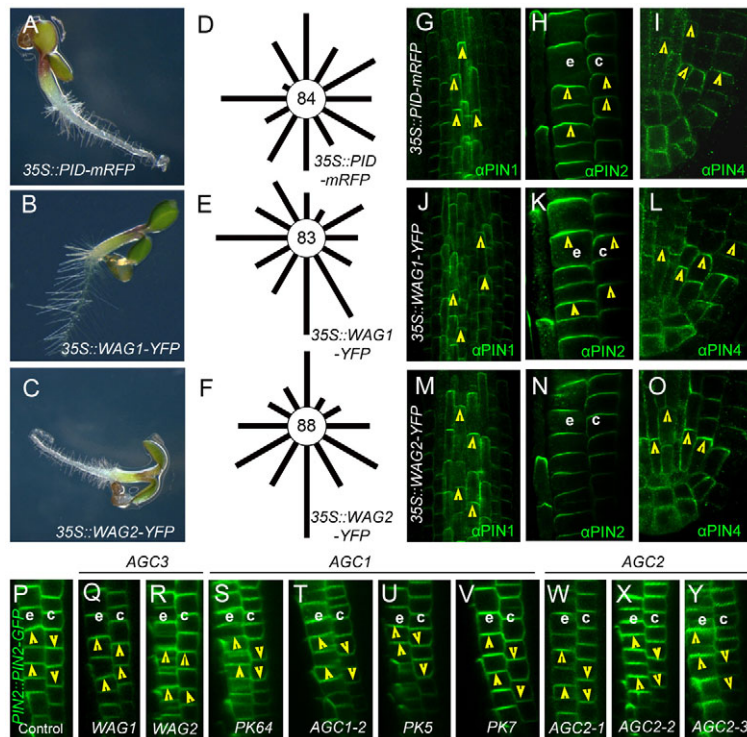 A
35S::PID-mRFP
B
35S::WAG1-YFP
C
35S::WAG2-YFP
D
84
35S::PID
-mRFP
E
83
35S::WAG1
-YFP
F
88
35S::WAG2
-YFP
35S::PID-mRFP
G
αPIN1
H
e c
αPIN2
I
αPIN4
35S::WAG1-YFP
J
αPIN1
K
e c
αPIN2
L
αPIN4
35S::WAG2-YFP
M
αPIN1
N
e c
αPIN2
O
αPIN4
AGC3 AGC1 AGC2
PIN2::PIN2-GFP
P
e c
Control
Q
e c
WAG1
R
e c
WAG2
S
e c
PK64
T
e c
AGC1-2
U
e c
PK5
V
e c
PK7
W
e c
AGC2-1
X
e c
AGC2-2
Y
e c
AGC2-3